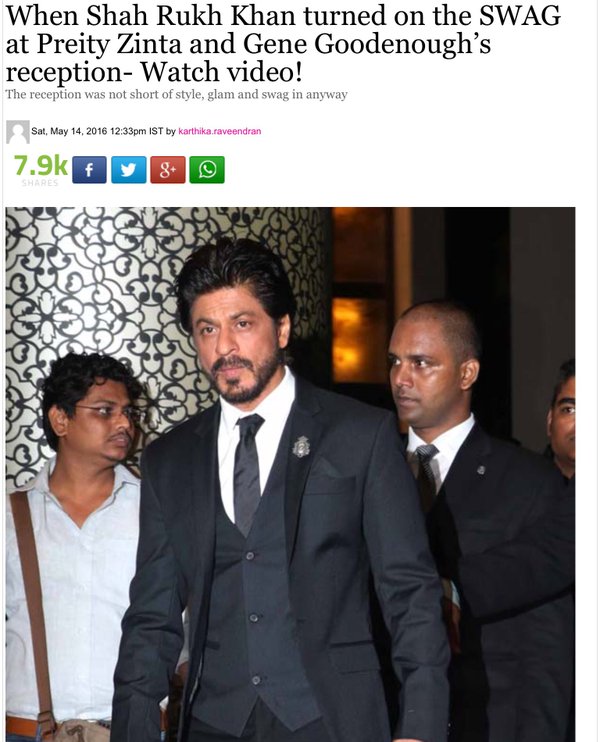 When Shah Rukh Khan turned on the SWAG
at Preity Zinta and Gene Goodenough’s
reception- Watch video!
The reception was not short of style, glam and swag in anyway
Sat, May 14, 2016 12:33pm IST by karthika.raveendran
7.9k
SHARES